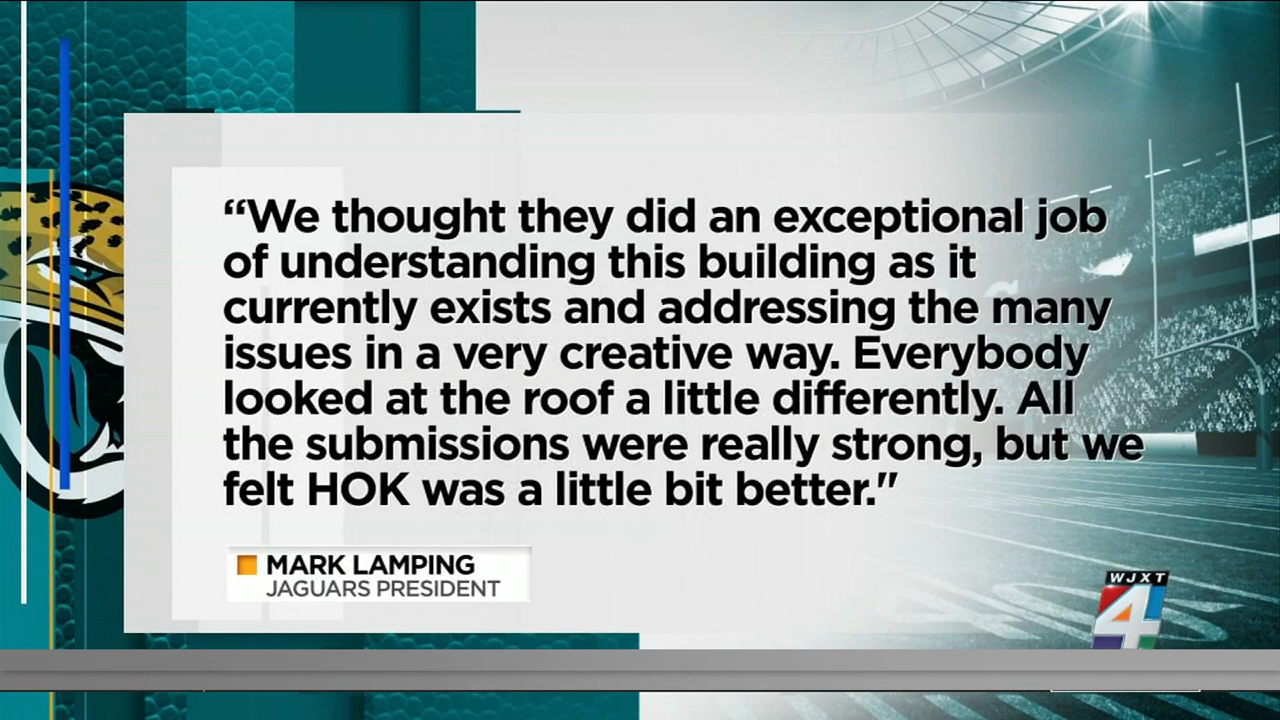 “We thought they did an exceptional job
of understanding this building as it
currently exists and addressing the many
issues in a very creative way. Everybody
looked at the roof a little differently. All
the submissions were really strong, but we
felt HOK was a little bit better."
MARK LAMPING
JAGUARS PRESIDENT
WJXT
4